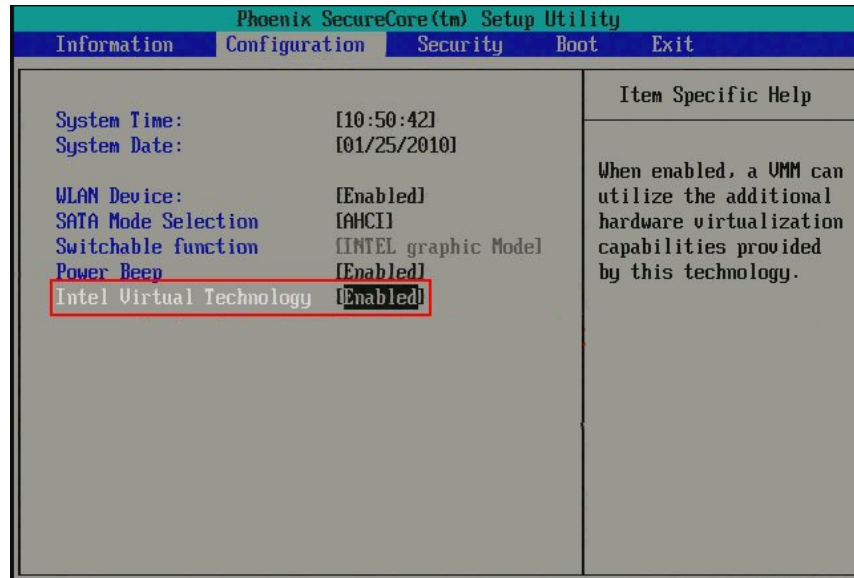 Phoenix SecureCore(tm) Setup Utility
Information Configuration Security Boot Exit
Item Specific Help
System Time: [10:50:42]
System Date: [01/25/2010]
WLAN Device: [Enabled]
SATA Mode Selection [AHCI]
Switchable function [INTEL graphic Mode]
Power Beep [Enabled]
Intel Virtual Technology [Enabled]
When enabled, a VMM can
utilize the additional
hardware virtualization
capabilities provided
by this technology.